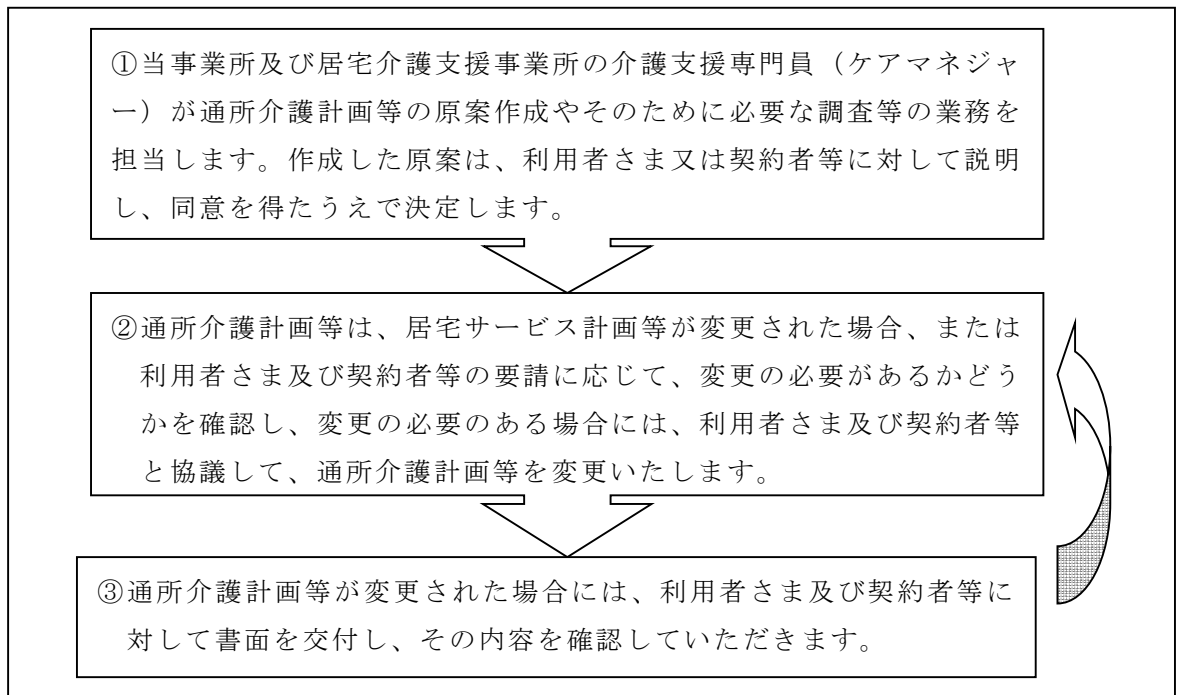 ①当事業所及び居宅介護支援事業所の介護支援専門員（ケアマネジャ
ー）が通所介護計画等の原案作成やそのために必要な調査等の業務を
担当します。作成した原案は、利用者さま又は契約者等に対して説明
し、同意を得たうえで決定します。
②通所介護計画等は、居宅サービス計画等が変更された場合、または
利用者さま及び契約者等の要請に応じて、変更の必要があるかどう
かを確認し、変更の必要のある場合には、利用者さま及び契約者等
と協議して、通所介護計画等を変更いたします。
③通所介護計画等が変更された場合には、利用者さま及び契約者等に
対して書面を交付し、その内容を確認していただきます。